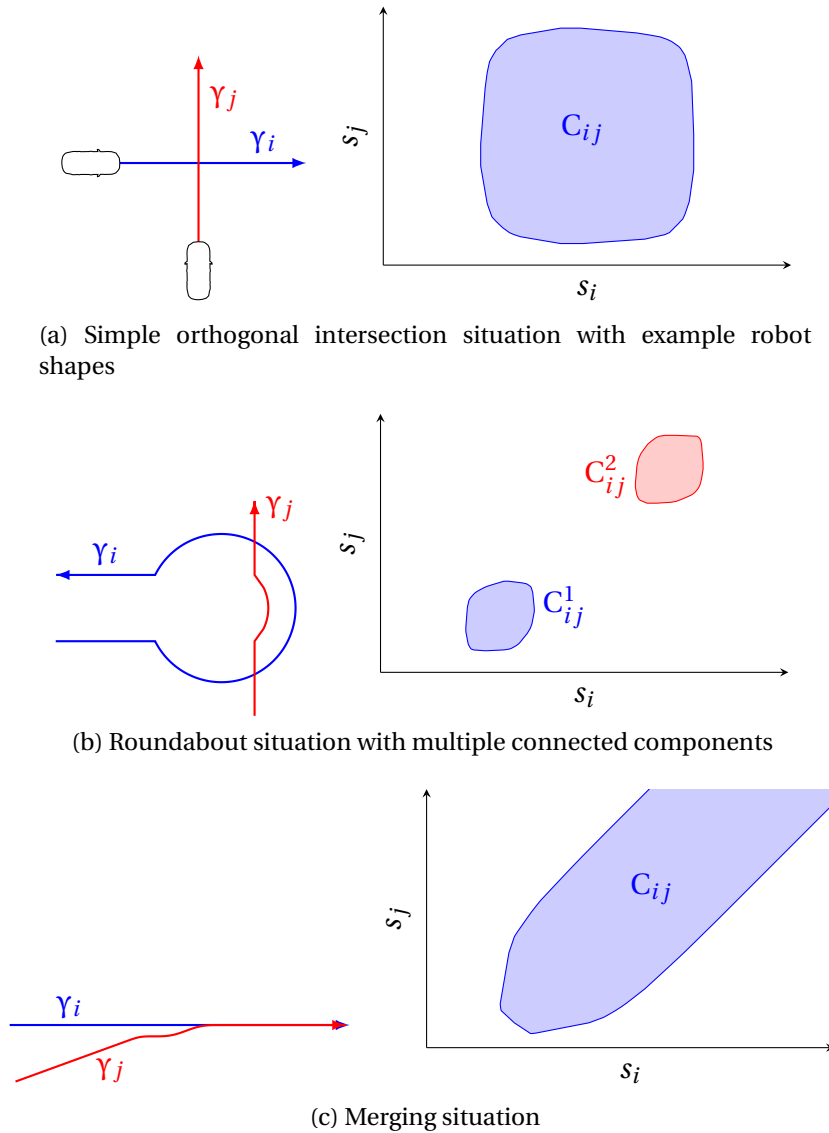 γj
γi
Cij
sj
si
(a) Simple orthogonal intersection situation with example robot
shapes
γj
γi
C²ij
C¹ij
sj
si
(b) Roundabout situation with multiple connected components
γi
γj
Cij
sj
si
(c) Merging situation